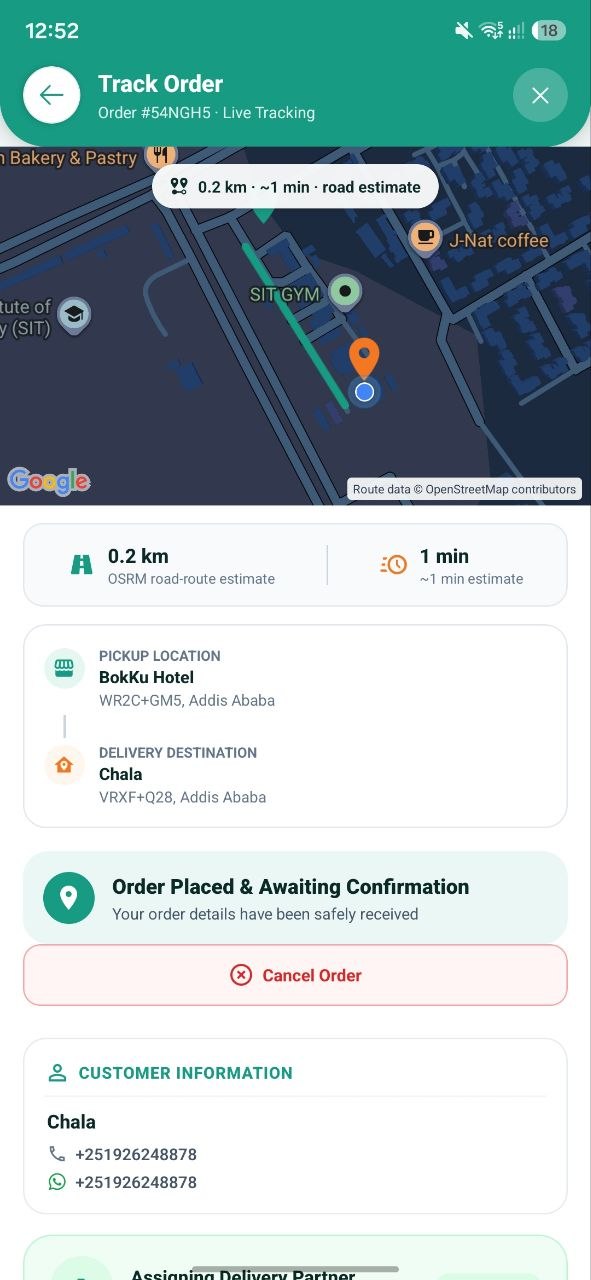 12:52
5
18
Track Order
Order #54NGH5 · Live Tracking
n Bakery & Pastry
0.2 km · ~1 min · road estimate
J-Nat coffee
SIT GYM
tute of
y (SIT)
Google
Route data © OpenStreetMap contributors
0.2 km
OSRM road-route estimate
1 min
~1 min estimate
PICKUP LOCATION
BokKu Hotel
WR2C+GM5, Addis Ababa
DELIVERY DESTINATION
Chala
VRXF+Q28, Addis Ababa
Order Placed & Awaiting Confirmation
Your order details have been safely received
Cancel Order
CUSTOMER INFORMATION
Chala
+251926248878
+251926248878
Assigning Delivery Partner